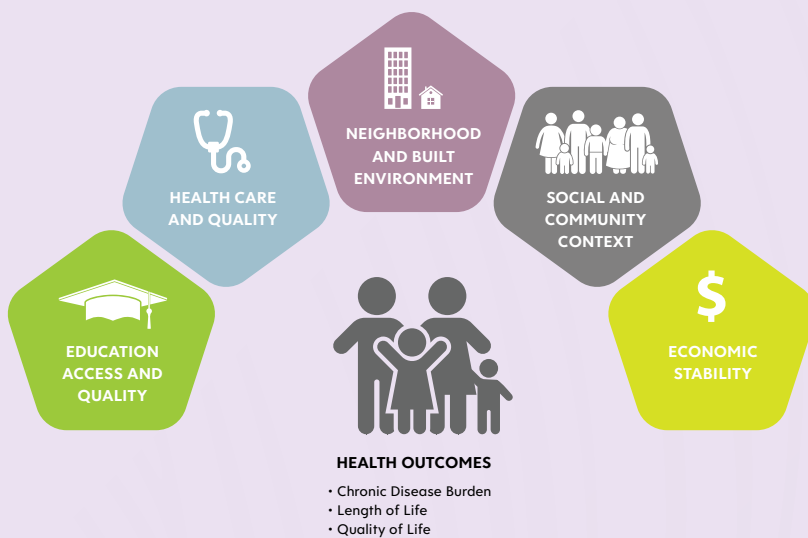 NEIGHBORHOOD
AND BUILT
ENVIRONMENT
HEALTH CARE
AND QUALITY
SOCIAL AND
COMMUNITY
CONTEXT
EDUCATION
ACCESS AND
QUALITY
$
ECONOMIC
STABILITY
HEALTH OUTCOMES
• Chronic Disease Burden
• Length of Life
• Quality of Life